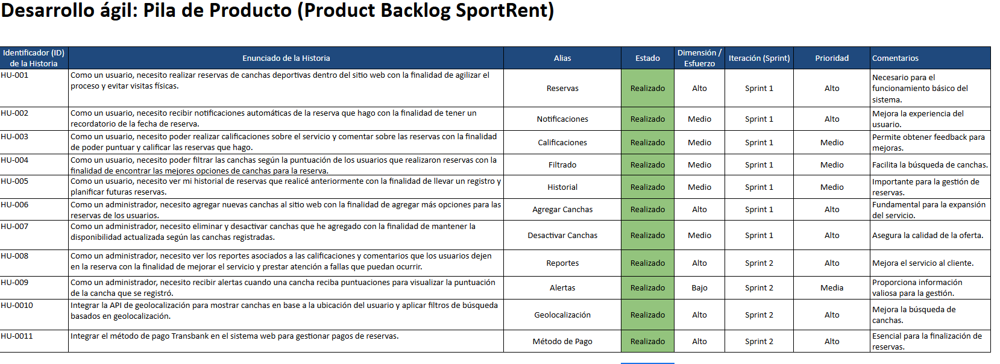 Desarrollo ágil: Pila de Producto (Product Backlog SportRent)
Identificador (ID)
de la Historia
Enunciado de la Historia
Alias
Estado
Dimensión /
Esfuerzo
Iteración (Sprint)
Prioridad
Comentarios
HU-001
Como un usuario, necesito realizar reservas de canchas deportivas dentro del sitio web con la finalidad de agilizar el
proceso y evitar visitas físicas.
Reservas
Realizado
Alto
Sprint 1
Alto
Necesario para el
funcionamiento básico del
sistema.
HU-002
Como un usuario, necesito recibir notificaciones automáticas de la reserva que hago con la finalidad de tener un
recordatorio de la fecha de reserva.
Notificaciones
Realizado
Medio
Sprint 1
Alto
Mejora la experiencia del
usuario.
HU-003
Como un usuario, necesito poder realizar calificaciones sobre el servicio y comentar sobre las reservas con la finalidad
de poder puntuar y calificar las reservas que hago.
Calificaciones
Realizado
Medio
Sprint 1
Medio
Permite obtener feedback para
mejoras.
HU-004
Como un usuario, necesito poder filtrar las canchas según la puntuación de los usuarios que realizaron reservas con la
finalidad de encontrar las mejores opciones de canchas para la reserva.
Filtrado
Realizado
Medio
Sprint 1
Medio
Facilita la búsqueda de canchas.
HU-005
Como un usuario, necesito ver mi historial de reservas que realicé anteriormente con la finalidad de llevar un registro y
planificar futuras reservas.
Historial
Realizado
Medio
Sprint 1
Medio
Importante para la gestión de
reservas.
HU-006
Como un administrador, necesito agregar nuevas canchas al sitio web con la finalidad de agregar más opciones para las
reservas de los usuarios.
Agregar Canchas
Realizado
Alto
Sprint 1
Alto
Fundamental para la expansión
del servicio.
HU-007
Como un administrador, necesito eliminar y desactivar canchas que he agregado con la finalidad de mantener la
disponibilidad actualizada según las canchas registradas.
Desactivar Canchas
Realizado
Medio
Sprint 1
Alto
Asegura la calidad de la oferta.
HU-008
Como un administrador, necesito ver los reportes asociados a las calificaciones y comentarios que los usuarios dejen
en la reserva con la finalidad de mejorar el servicio y prestar atención a fallas que puedan ocurrir.
Reportes
Realizado
Alto
Sprint 2
Alto
Mejora el servicio al cliente.
HU-009
Como un administrador, necesito recibir alertas cuando una cancha reciba puntuaciones para visualizar la puntuación
de la cancha que se registró.
Alertas
Realizado
Bajo
Sprint 2
Media
Proporciona información
valiosa para la gestión.
HU-0010
Integrar la API de geolocalización para mostrar canchas en base a la ubicación del usuario y aplicar filtros de búsqueda
basados en geolocalización.
Geolocalización
Realizado
Alto
Sprint 2
Alto
Mejora la búsqueda de
canchas.
HU-0011
Integrar el método de pago Transbank en el sistema web para gestionar pagos de reservas.
Método de Pago
Realizado
Alto
Sprint 2
Alto
Esencial para la finalización de
reservas.